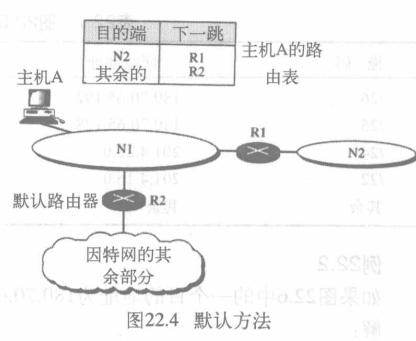 目的端 下一跳
N2 R1
其余的 R2
主机A的路
由表
主机A
N1
R1
N2
默认路由器
R2
因特网的其
余部分
图22.4 默认方法